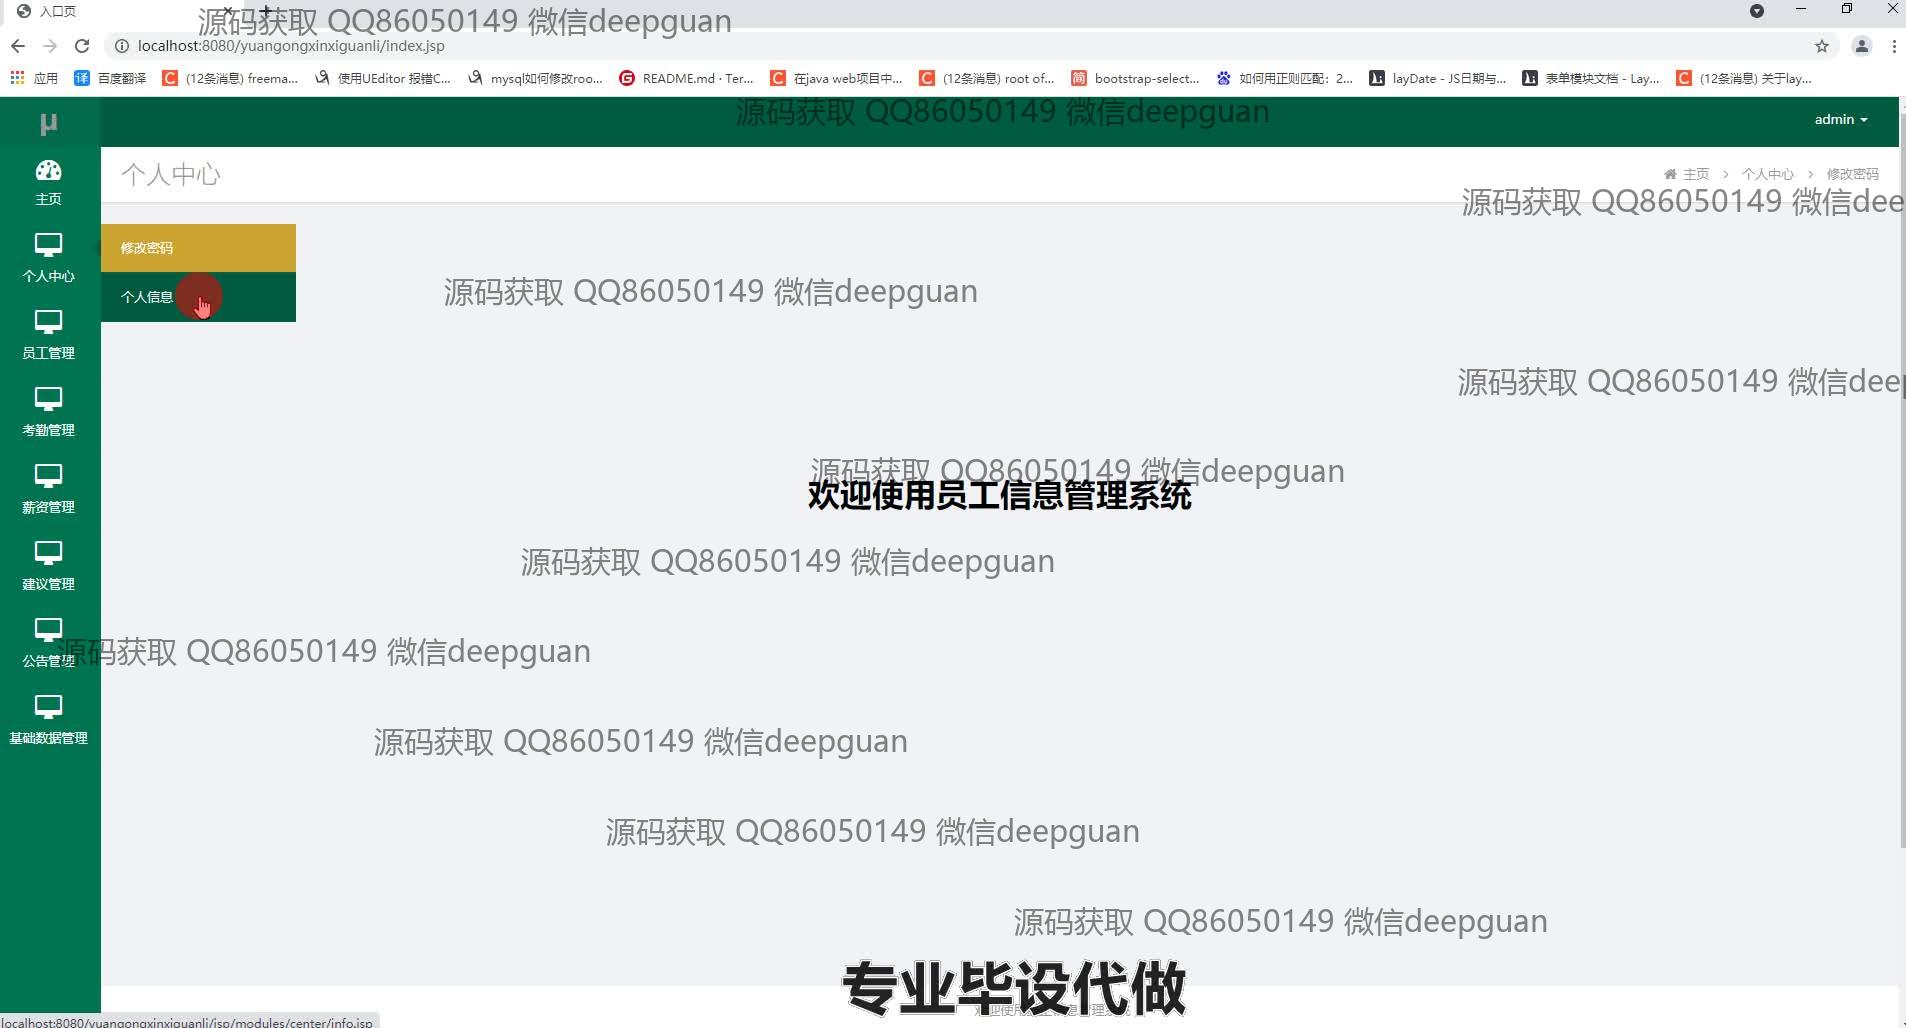 入口页
源码获取 QQ86050149 微信deepguan
localhost:8080/yuangongxinxiguanli/index.jsp
应用
百度翻译
(12条消息) freema...
使用UEditor 报错C...
mysql如何修改roo...
README.md · Ter...
在java web项目中...
(12条消息) root of...
bootstrap-select...
如何用正则匹配：2...
layDate - JS日期与...
表单模块文档 - Lay...
(12条消息) 关于lay...
源码获取 QQ86050149 微信deepguan
μ
admin
个人中心
主页 > 个人中心 > 修改密码
源码获取 QQ86050149 微信dee
主页
修改密码
个人中心
个人信息
源码获取 QQ86050149 微信deepguan
员工管理
源码获取 QQ86050149 微信deep
考勤管理
源码获取 QQ86050149 微信deepguan
欢迎使用员工信息管理系统
薪资管理
源码获取 QQ86050149 微信deepguan
建议管理
源码获取 QQ86050149 微信deepguan
公告管理
基础数据管理
源码获取 QQ86050149 微信deepguan
源码获取 QQ86050149 微信deepguan
源码获取 QQ86050149 微信deepguan
专业毕设代做
localhost:8080/yuangongxinxiguanli/jsp/modules/center/info.jsp